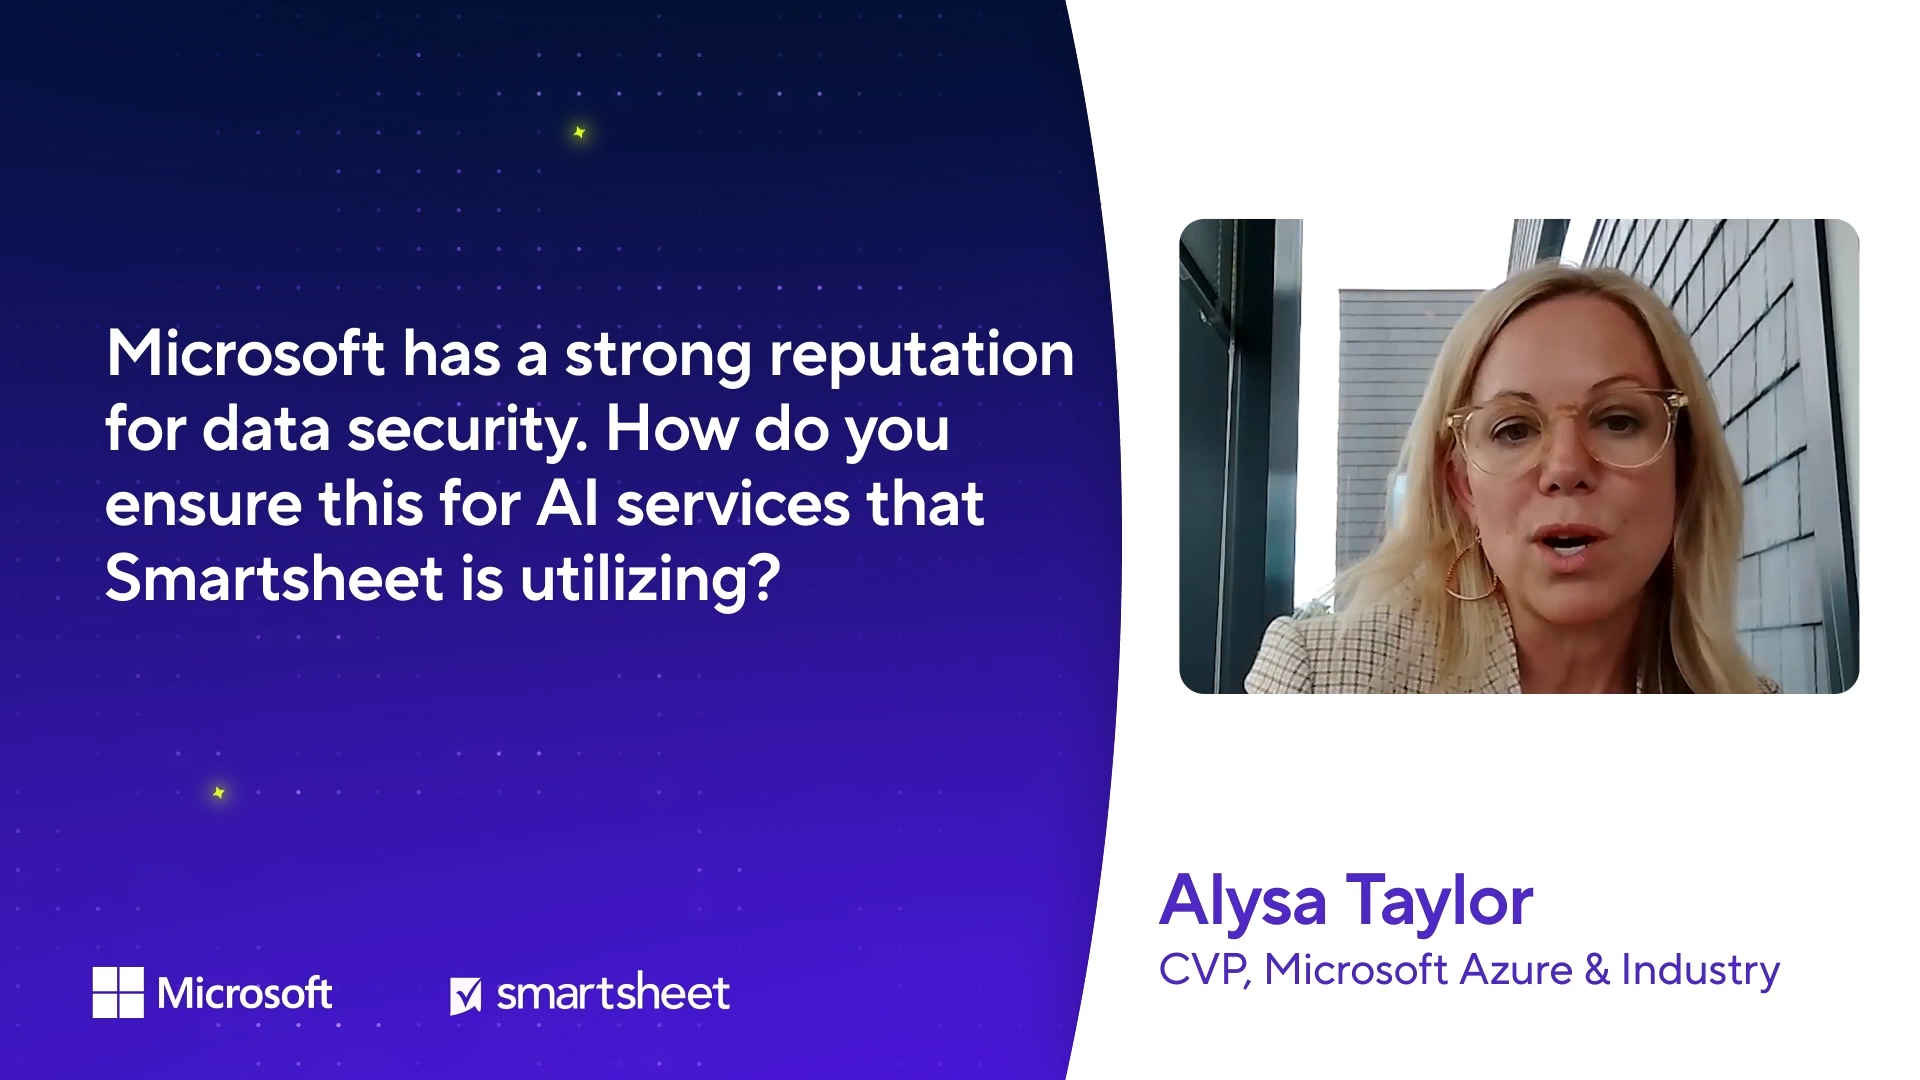 Microsoft has a strong reputation
for data security. How do you
ensure this for AI services that
Smartsheet is utilizing?
Microsoft
smartsheet
Alysa Taylor
CVP, Microsoft Azure & Industry